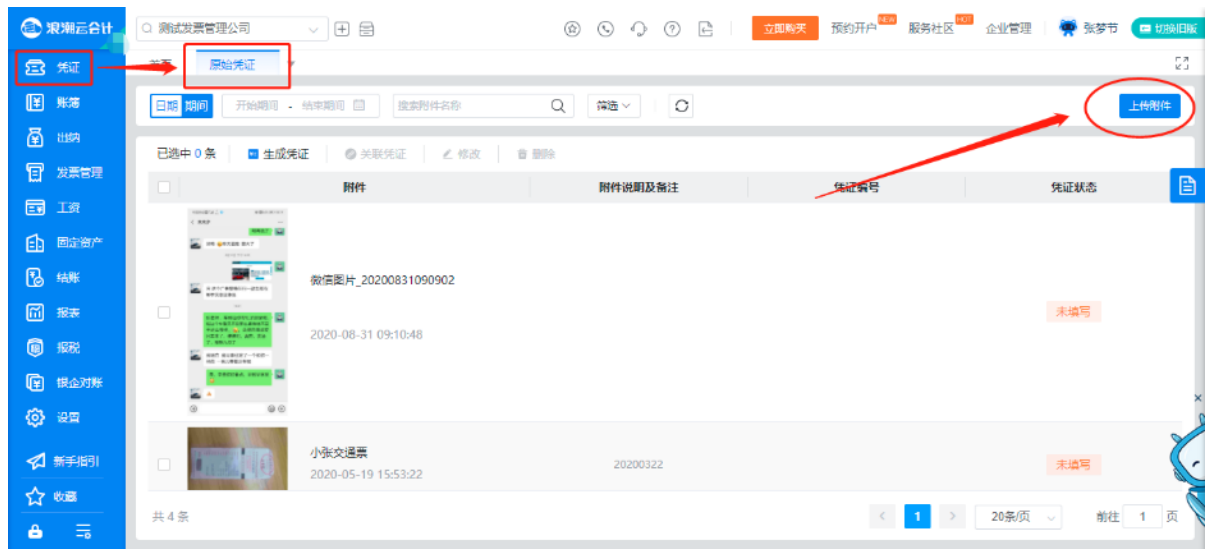 浪潮云会计
测试发票管理公司
立即购买
预约开户
NEW
服务社区
HOT
企业管理
张梦节
切换旧版
凭证
首页
原始凭证
账簿
出纳
发票管理
工资
固定资产
结账
报表
报税
银企对账
设置
新手指引
收藏
日期 期间
开始期间 - 结束期间
搜索附件名称
筛选
上传附件
已选中 0 条
生成凭证
关联凭证
修改
删除
附件 附件说明及备注 凭证编号 凭证状态
微信图片_20200831090902
2020-08-31 09:10:48
未填写
小张交通票
2020-05-19 15:53:22
20200322
未填写
共 4 条
1
20条/页
前往 1 页